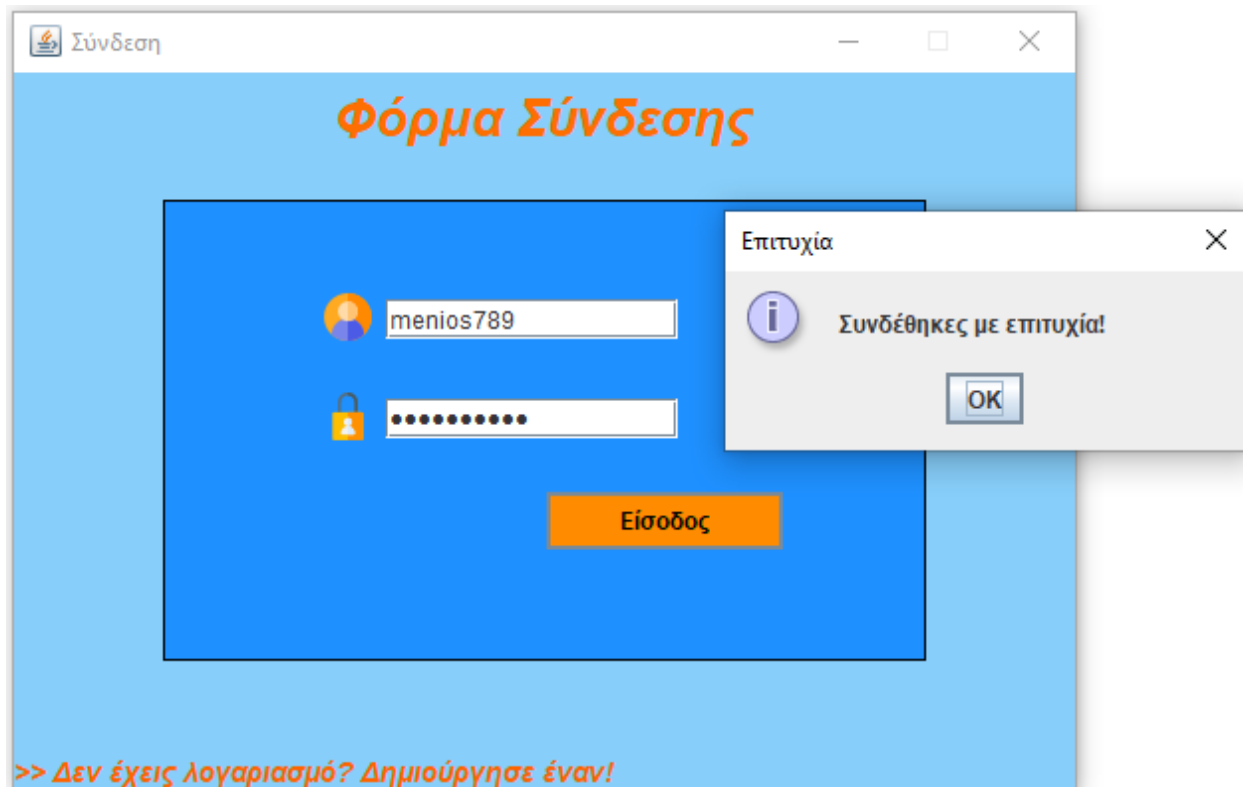 Σύνδεση
Φόρμα Σύνδεσης
Επιτυχία
menios789
Συνδέθηκες με επιτυχία!
OK
••••••••••
Είσοδος
>> Δεν έχεις λογαριασμό? Δημιούργησε έναν!